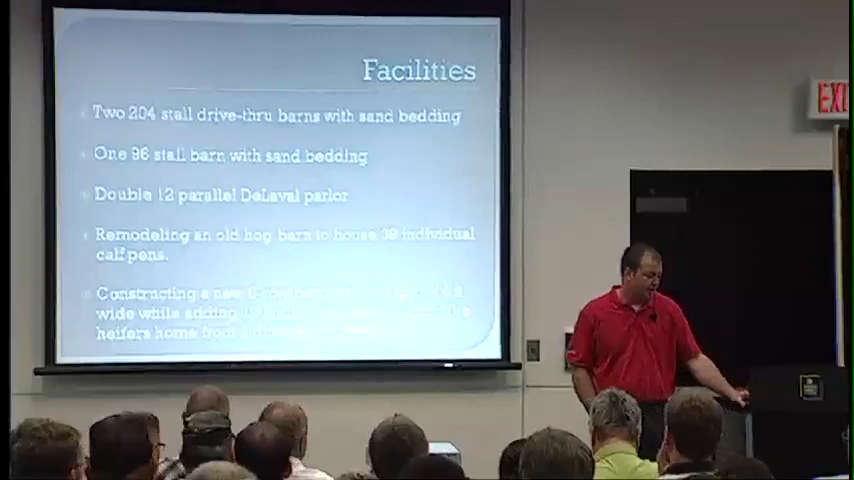 Facilities
Two 204 stall drive-thru barns with sand bedding
One 96 stall barn with sand bedding
Double 12 parallel DeLaval parlor
Remodeling an old hog barn to house 39 individual
calf pens.
Constructing a new
wide while adding
heifers home from
EXI